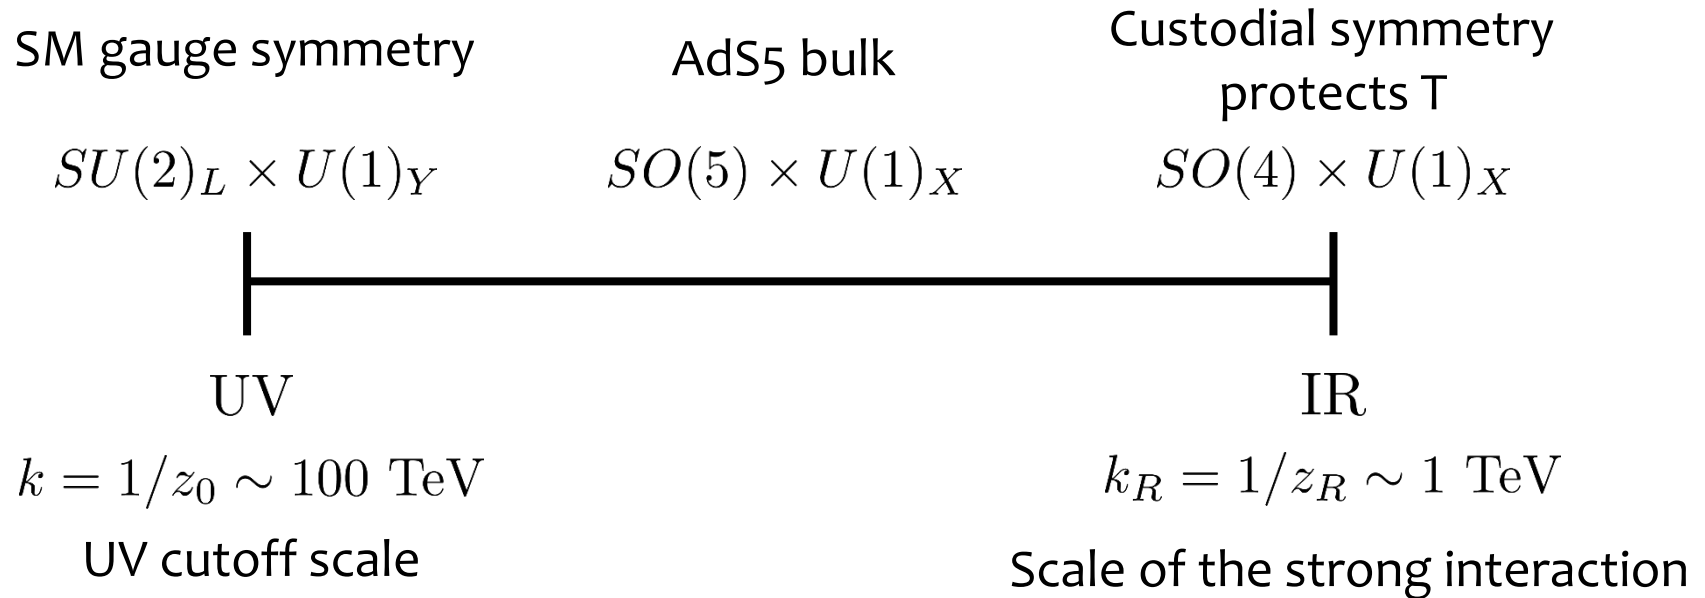 SM gauge symmetry
AdS5 bulk
Custodial symmetry
protects T
SU(2)_L × U(1)_Y
SO(5) × U(1)_X
SO(4) × U(1)_X
UV
IR
k = 1/z_0 ∼ 100 TeV
k_R = 1/z_R ∼ 1 TeV
UV cutoff scale
Scale of the strong interaction